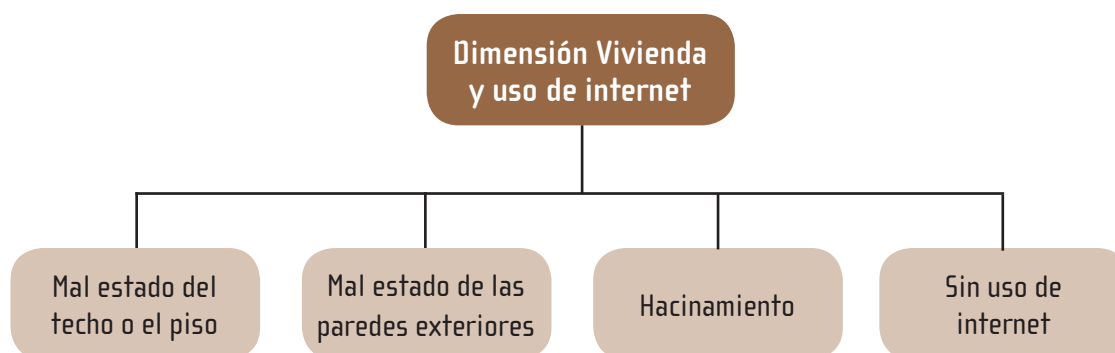 Dimensión Vivienda
y uso de internet
Mal estado del
techo o el piso
Mal estado de las
paredes exteriores
Hacinamiento
Sin uso de
internet